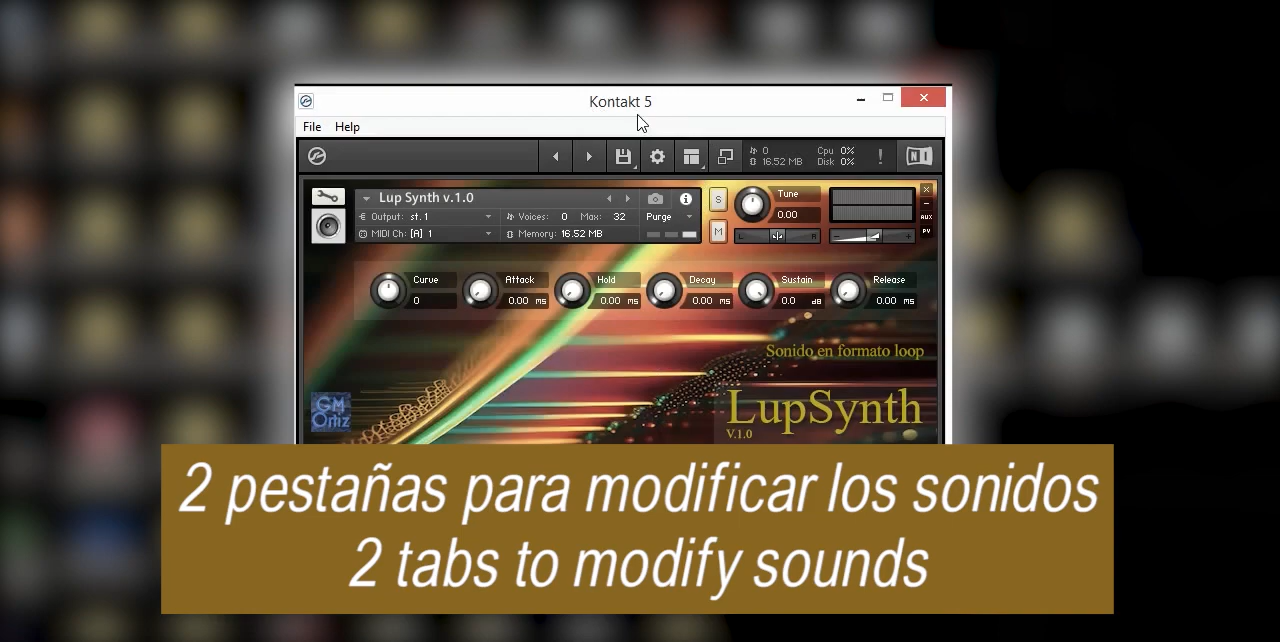 Kontakt 5
File Help
0 Cpu 0%
16.52 MB Disk 0%
!
Lup Synth v.1.0
S Tune
Output: st.1 Voices: 0 Max: 32 Purge 0.00
MIDI Ch: [A] 1 Memory: 16.52 MB M L R - +
AUX
PV
Curve Attack Hold Decay Sustain Release
0 0.00 ms 0.00 ms 0.00 ms 0.0 dB 0.00 ms
Sonido en formato loop
GM
Ortiz
LupSynth
V.1.0
2 pestañas para modificar los sonidos
2 tabs to modify sounds